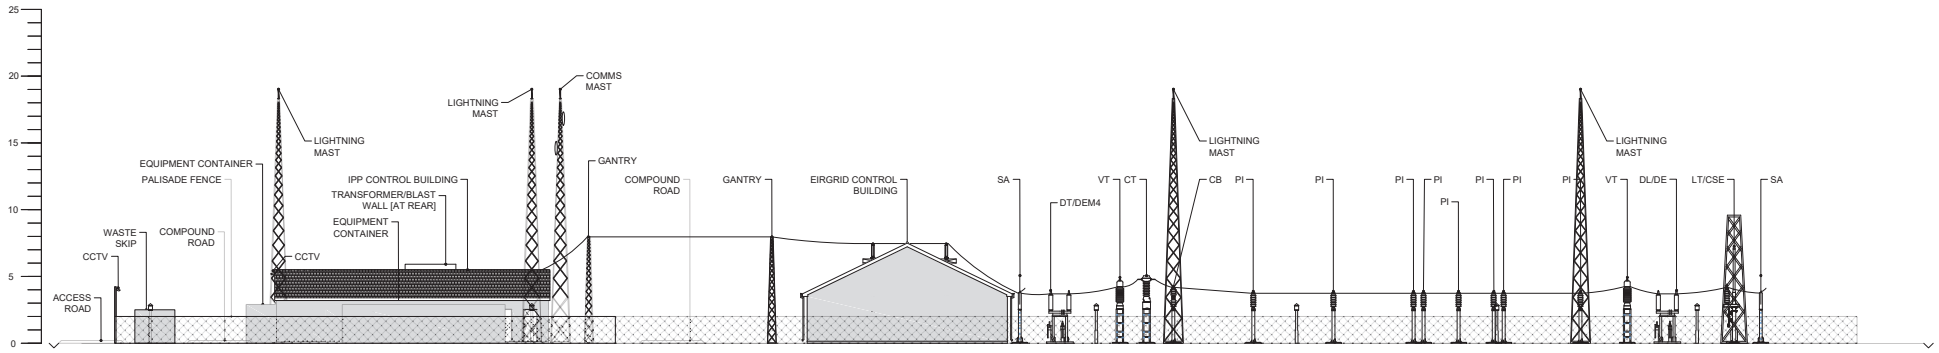 25
20
15
10
5
0
COMMS
MAST
LIGHTNING
MAST
LIGHTNING
MAST
LIGHTNING
MAST
LIGHTNING
MAST
EQUIPMENT CONTAINER
GANTRY
PALISADE FENCE
IPP CONTROL BUILDING
COMPOUND
ROAD
GANTRY
EIRGRID CONTROL
BUILDING
SA
VT
CT
CB
PI
PI
PI
PI
PI
PI
PI
VT
DL/DE
LT/CSE
SA
TRANSFORMER/BLAST
WALL [AT REAR]
DT/DEM4
PI
EQUIPMENT
CONTAINER
WASTE
SKIP
COMPOUND
ROAD
CCTV
CCTV
ACCESS
ROAD